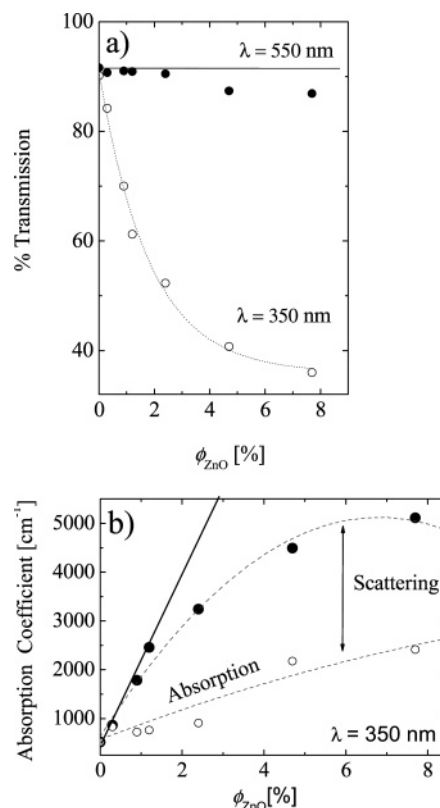 a)
λ = 550 nm
λ = 350 nm
% Transmission
100
80
60
40
0
2
4
6
8
ϕZnO [%]
b)
Absorption Coefficient [cm⁻¹]
5000
4000
3000
2000
1000
Scattering
Absorption
λ = 350 nm
0
2
4
6
8
ϕZnO [%]